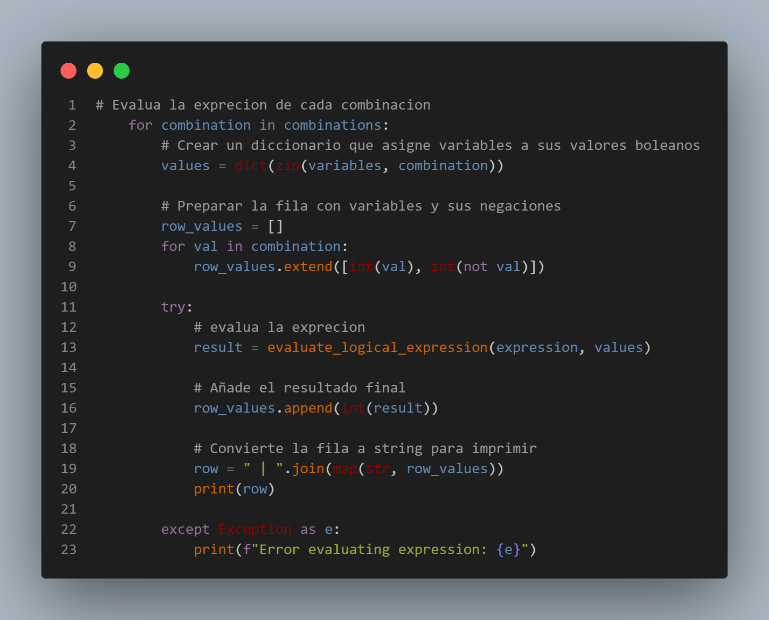 1 # Evalua la exprecion de cada combinacion
2 for combination in combinations:
3 # Crear un diccionario que asigne variables a sus valores boleanos
4 values = dict(zip(variables, combination))
5
6 # Preparar la fila con variables y sus negaciones
7 row_values = []
8 for val in combination:
9 row_values.extend([int(val), int(not val)])
10
11 try:
12 # evalua la exprecion
13 result = evaluate_logical_expression(expression, values)
14
15 # Añade el resultado final
16 row_values.append(int(result))
17
18 # Convierte la fila a string para imprimir
19 row = " | ".join(map(str, row_values))
20 print(row)
21
22 except Exception as e:
23 print(f"Error evaluating expression: {e}")